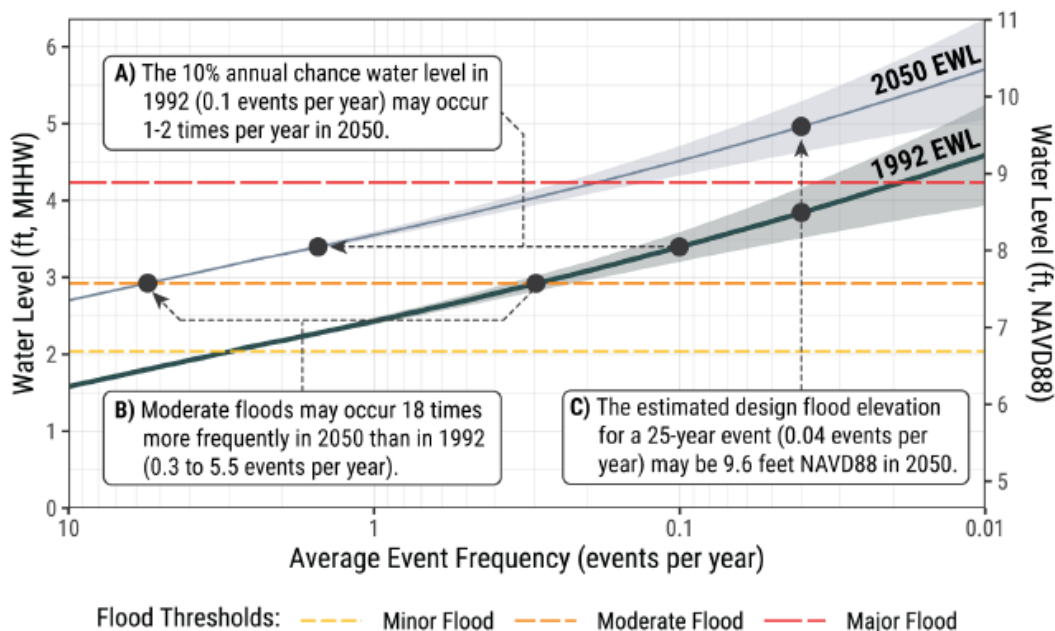 Water Level (ft, MHHW)
6
5
4
3
2
1
0
A) The 10% annual chance water level in
1992 (0.1 events per year) may occur
1-2 times per year in 2050.
2050 EWL
1992 EWL
B) Moderate floods may occur 18 times
more frequently in 2050 than in 1992
(0.3 to 5.5 events per year).
C) The estimated design flood elevation
for a 25-year event (0.04 events per
year) may be 9.6 feet NAVD88 in 2050.
11
10
9
8
7
6
5
Water Level (ft, NAVD88)
10
1
0.1
0.01
Average Event Frequency (events per year)
Flood Thresholds: Minor Flood Moderate Flood Major Flood